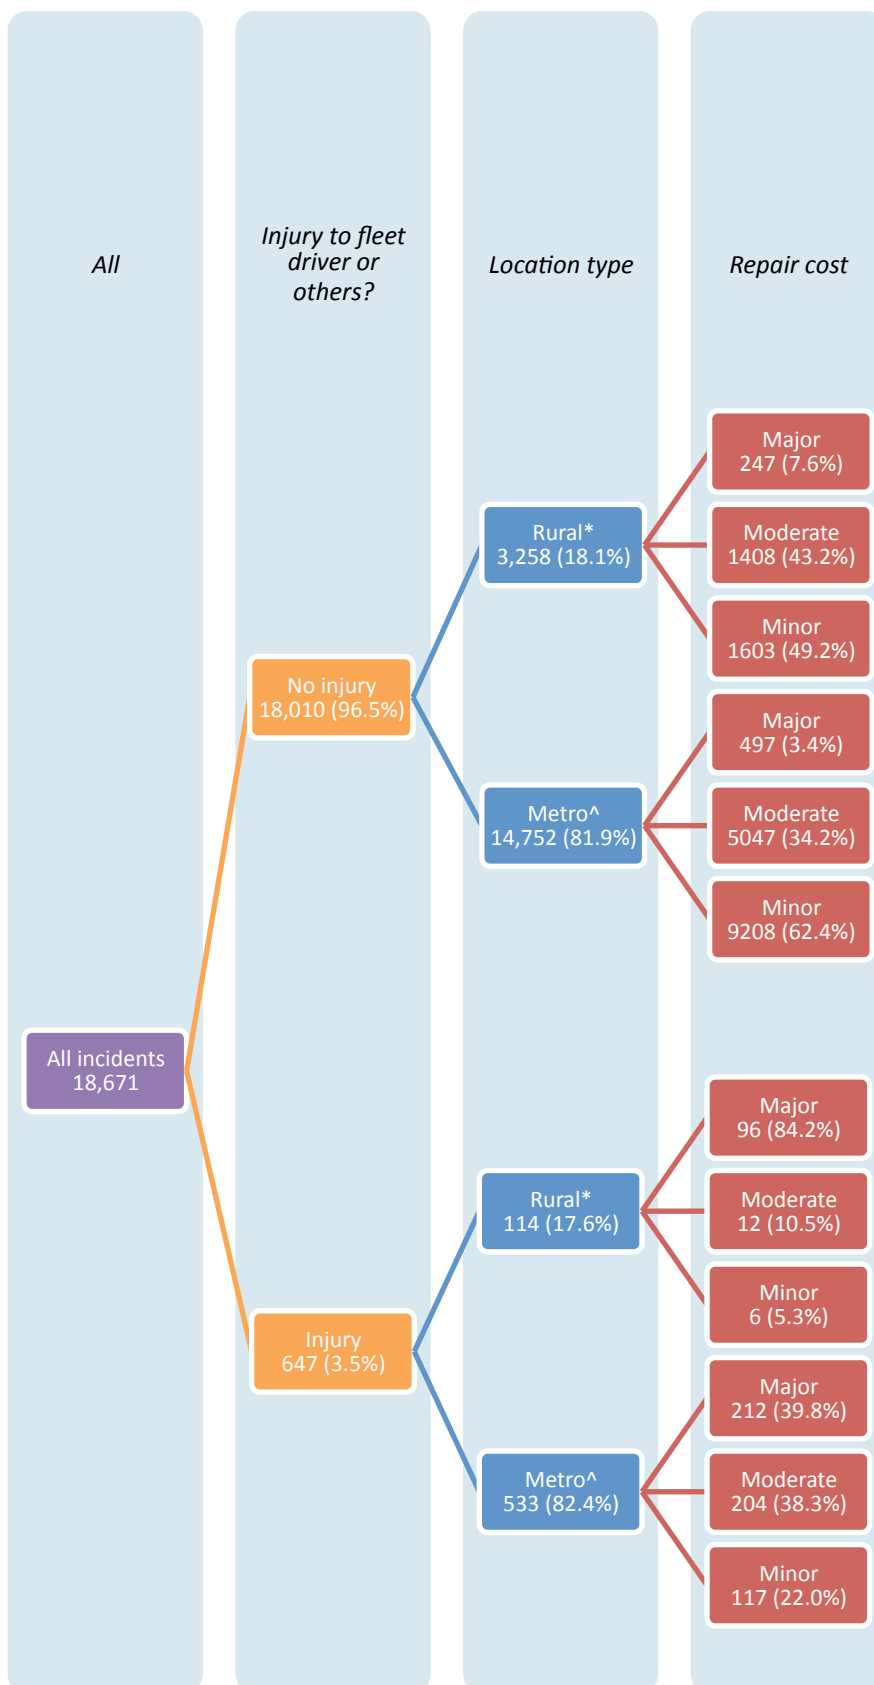 All
Injury to fleet
driver or
others?
Location type
Repair cost
Major
247 (7.6%)
Rural*
3,258 (18.1%)
Moderate
1408 (43.2%)
Minor
1603 (49.2%)
No injury
18,010 (96.5%)
Major
497 (3.4%)
Metro^
14,752 (81.9%)
Moderate
5047 (34.2%)
Minor
9208 (62.4%)
All incidents
18,671
Major
96 (84.2%)
Rural*
114 (17.6%)
Moderate
12 (10.5%)
Minor
6 (5.3%)
Injury
647 (3.5%)
Major
212 (39.8%)
Metro^
533 (82.4%)
Moderate
204 (38.3%)
Minor
117 (22.0%)